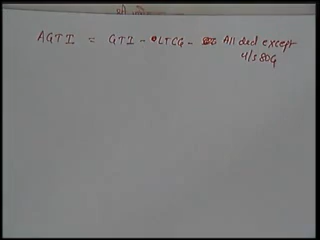 AGTI = GTI - LTCG - All ded except
u/s 80G